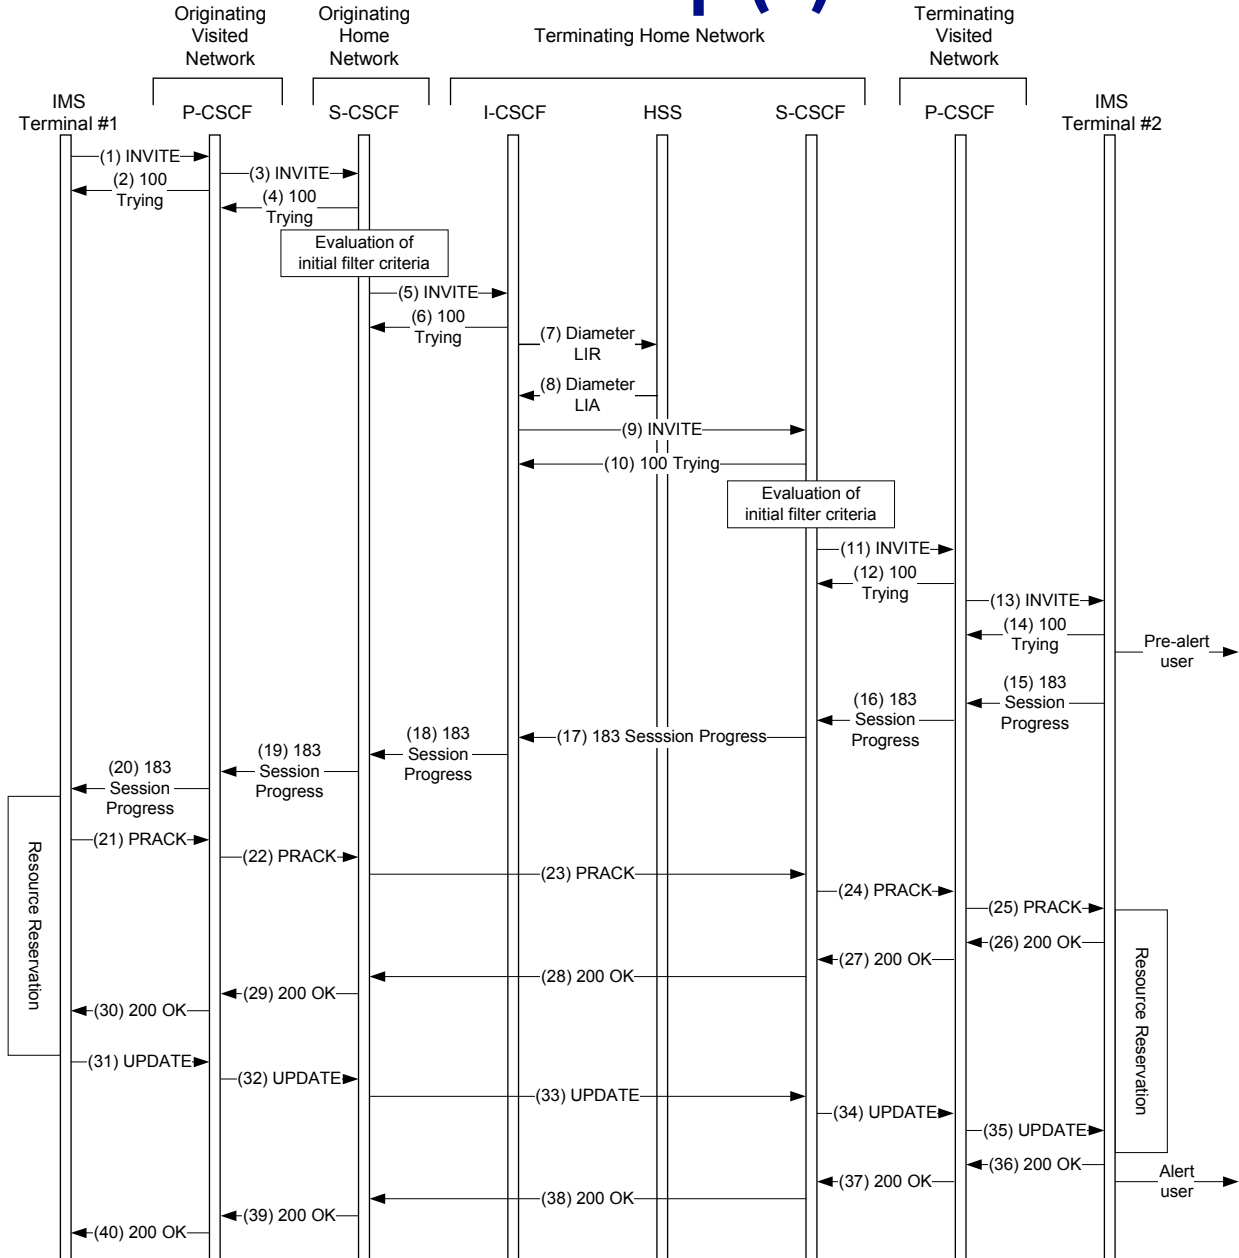 Originating
Visited
Network
Originating
Home
Network
Terminating Home Network
Terminating
Visited
Network
IMS
Terminal #1
P-CSCF
S-CSCF
I-CSCF
HSS
S-CSCF
P-CSCF
IMS
Terminal #2
(1) INVITE
(2) 100
Trying
(3) INVITE
(4) 100
Trying
Evaluation of
initial filter criteria
(5) INVITE
(6) 100
Trying
(7) Diameter
LIR
(8) Diameter
LIA
(9) INVITE
(10) 100 Trying
Evaluation of
initial filter criteria
(11) INVITE
(12) 100
Trying
(13) INVITE
(14) 100
Trying
Pre-alert
user
(15) 183
Session
Progress
(16) 183
Session
Progress
(17) 183 Sesssion Progress
(18) 183
Session
Progress
(19) 183
Session
Progress
(20) 183
Session
Progress
Resource Reservation
(21) PRACK
(22) PRACK
(23) PRACK
(24) PRACK
(25) PRACK
(26) 200 OK
(27) 200 OK
(28) 200 OK
(29) 200 OK
(30) 200 OK
Resource Reservation
(31) UPDATE
(32) UPDATE
(33) UPDATE
(34) UPDATE
(35) UPDATE
(36) 200 OK
(37) 200 OK
(38) 200 OK
(39) 200 OK
(40) 200 OK
Alert
user